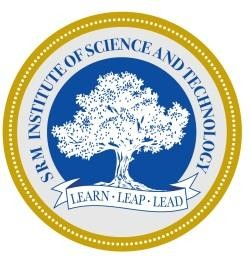 SRM INSTITUTE OF SCIENCE AND TECHNOLOGY
LEARN · LEAP · LEAD